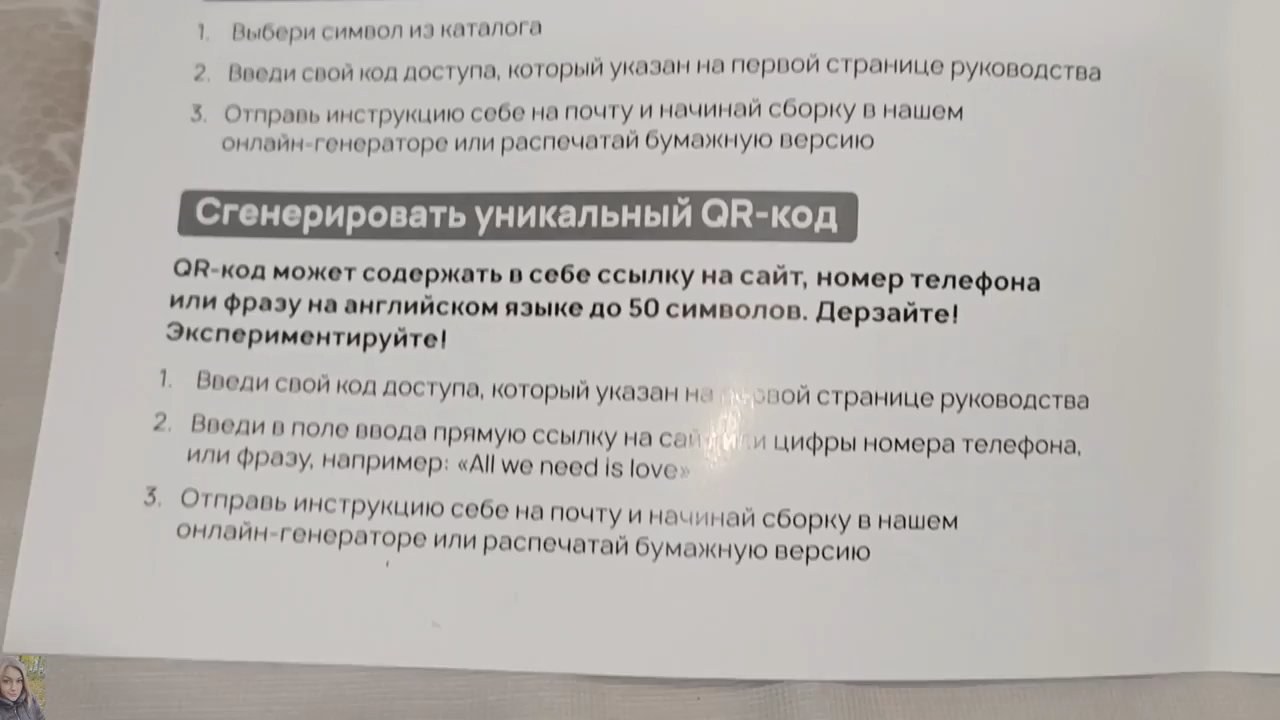 1. Выбери символ из каталога
2. Введи свой код доступа, который указан на первой странице руководства
3. Отправь инструкцию себе на почту и начинай сборку в нашем
онлайн-генераторе или распечатай бумажную версию
Сгенерировать уникальный QR-код
QR-код может содержать в себе ссылку на сайт, номер телефона
или фразу на английском языке до 50 символов. Дерзайте!
Экспериментируйте!
1. Введи свой код доступа, который указан на первой странице руководства
2. Введи в поле ввода прямую ссылку на сайт или цифры номера телефона,
или фразу, например: «All we need is love»
3. Отправь инструкцию себе на почту и начинай сборку в нашем
онлайн-генераторе или распечатай бумажную версию